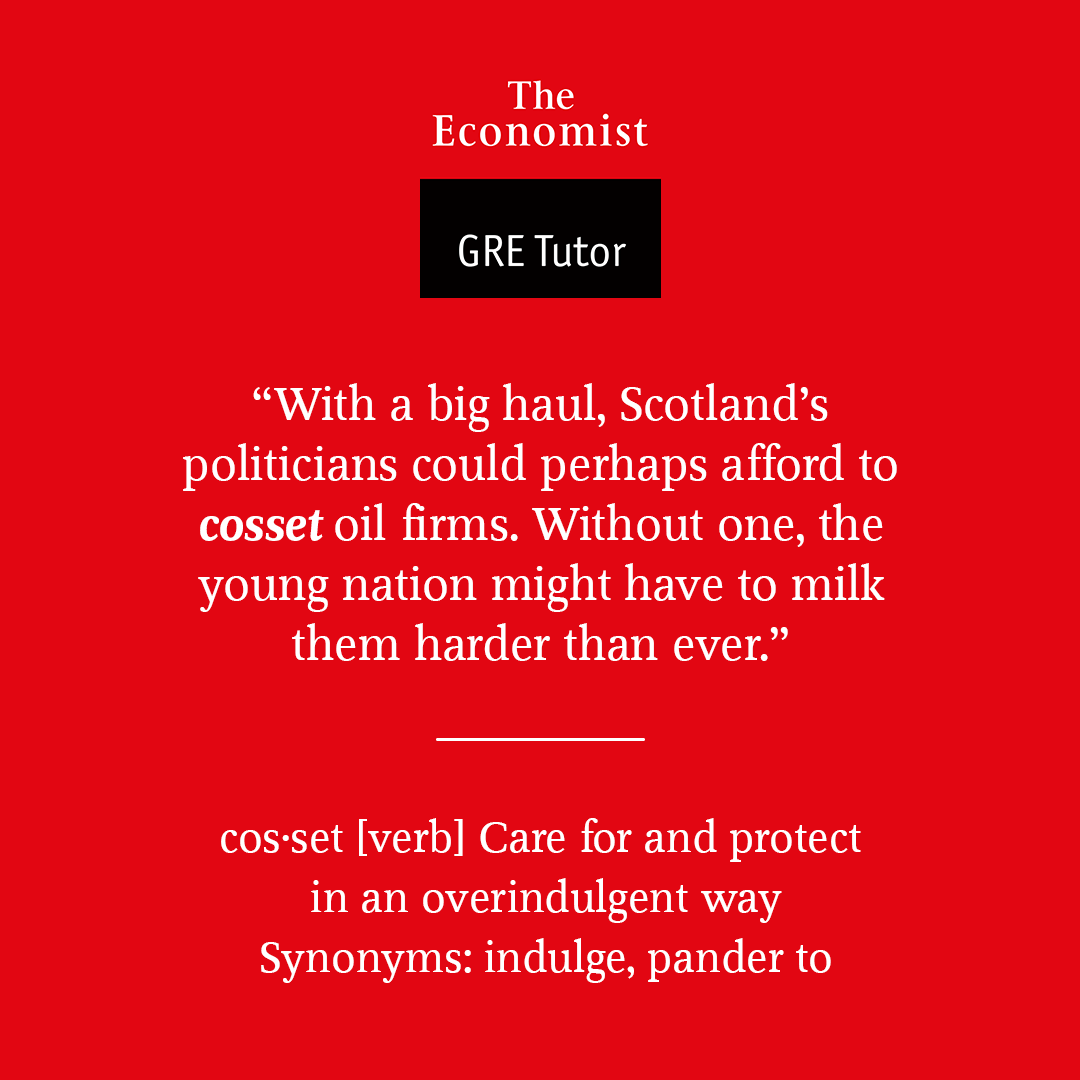 The
Economist
GRE Tutor
“With a big haul, Scotland’s
politicians could perhaps afford to
cosset oil firms. Without one, the
young nation might have to milk
them harder than ever.”
cos·set [verb] Care for and protect
in an overindulgent way
Synonyms: indulge, pander to